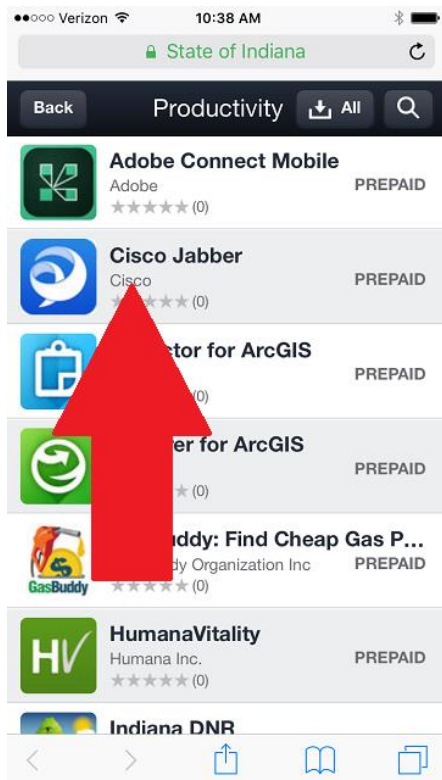 ●●○○○ Verizon 10:38 AM
State of Indiana
Back Productivity All
Adobe Connect Mobile
Adobe PREPAID
★★★★★ (0)
Cisco Jabber
Cisco PREPAID
★★★★ (0)
tor for ArcGIS
PREPAID
(0)
er for ArcGIS
PREPAID
★ (0)
uddy: Find Cheap Gas P...
GasBuddy dy Organization Inc PREPAID
★★★★★ (0)
HumanaVitality
HV Humana Inc. PREPAID
★★★★★ (0)
Indiana DNR